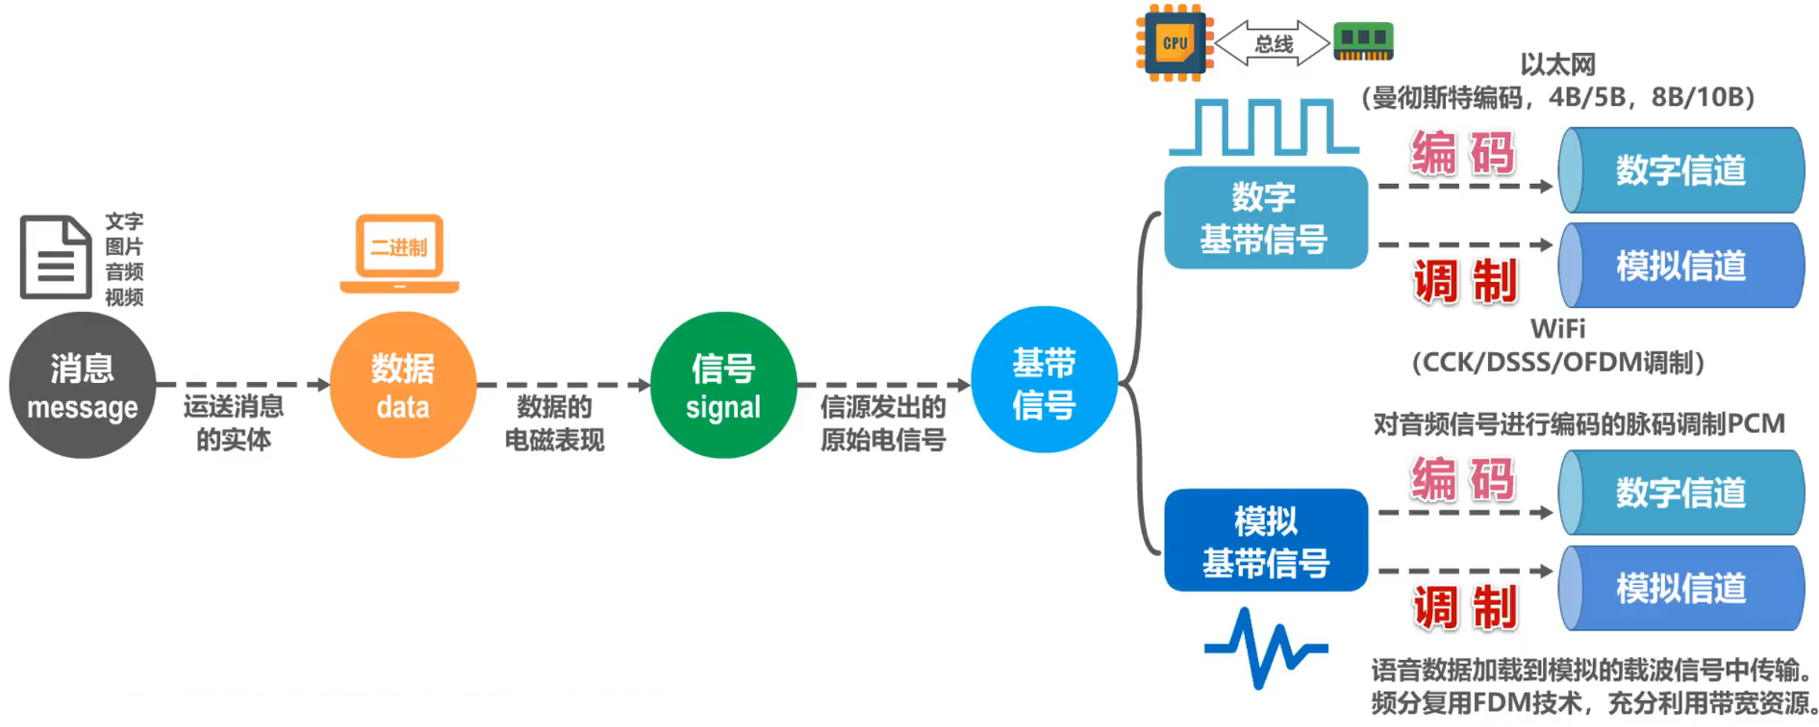 文字
图片
音频
视频
消息
message
运送消息
的实体
二进制
数据
data
数据的
电磁表现
信号
signal
信源发出的
原始电信号
基带
信号
CPU
总线
数字
基带信号
以太网
(曼彻斯特编码，4B/5B，8B/10B)
编 码
数字信道
调 制
模拟信道
WiFi
(CCK/DSSS/OFDM调制)
模拟
基带信号
对音频信号进行编码的脉码调制PCM
编 码
数字信道
调 制
模拟信道
语音数据加载到模拟的载波信号中传输。
频分复用FDM技术，充分利用带宽资源。